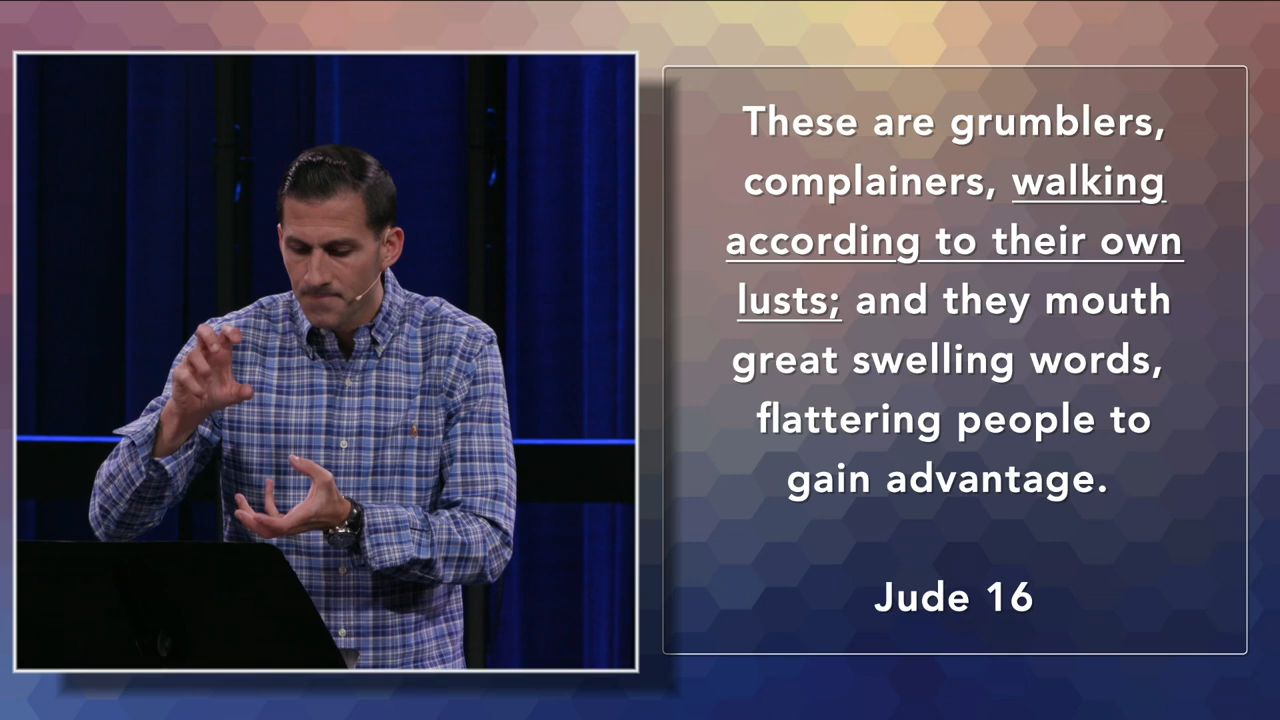 These are grumblers,
complainers, walking
according to their own
lusts; and they mouth
great swelling words,
flattering people to
gain advantage.
Jude 16